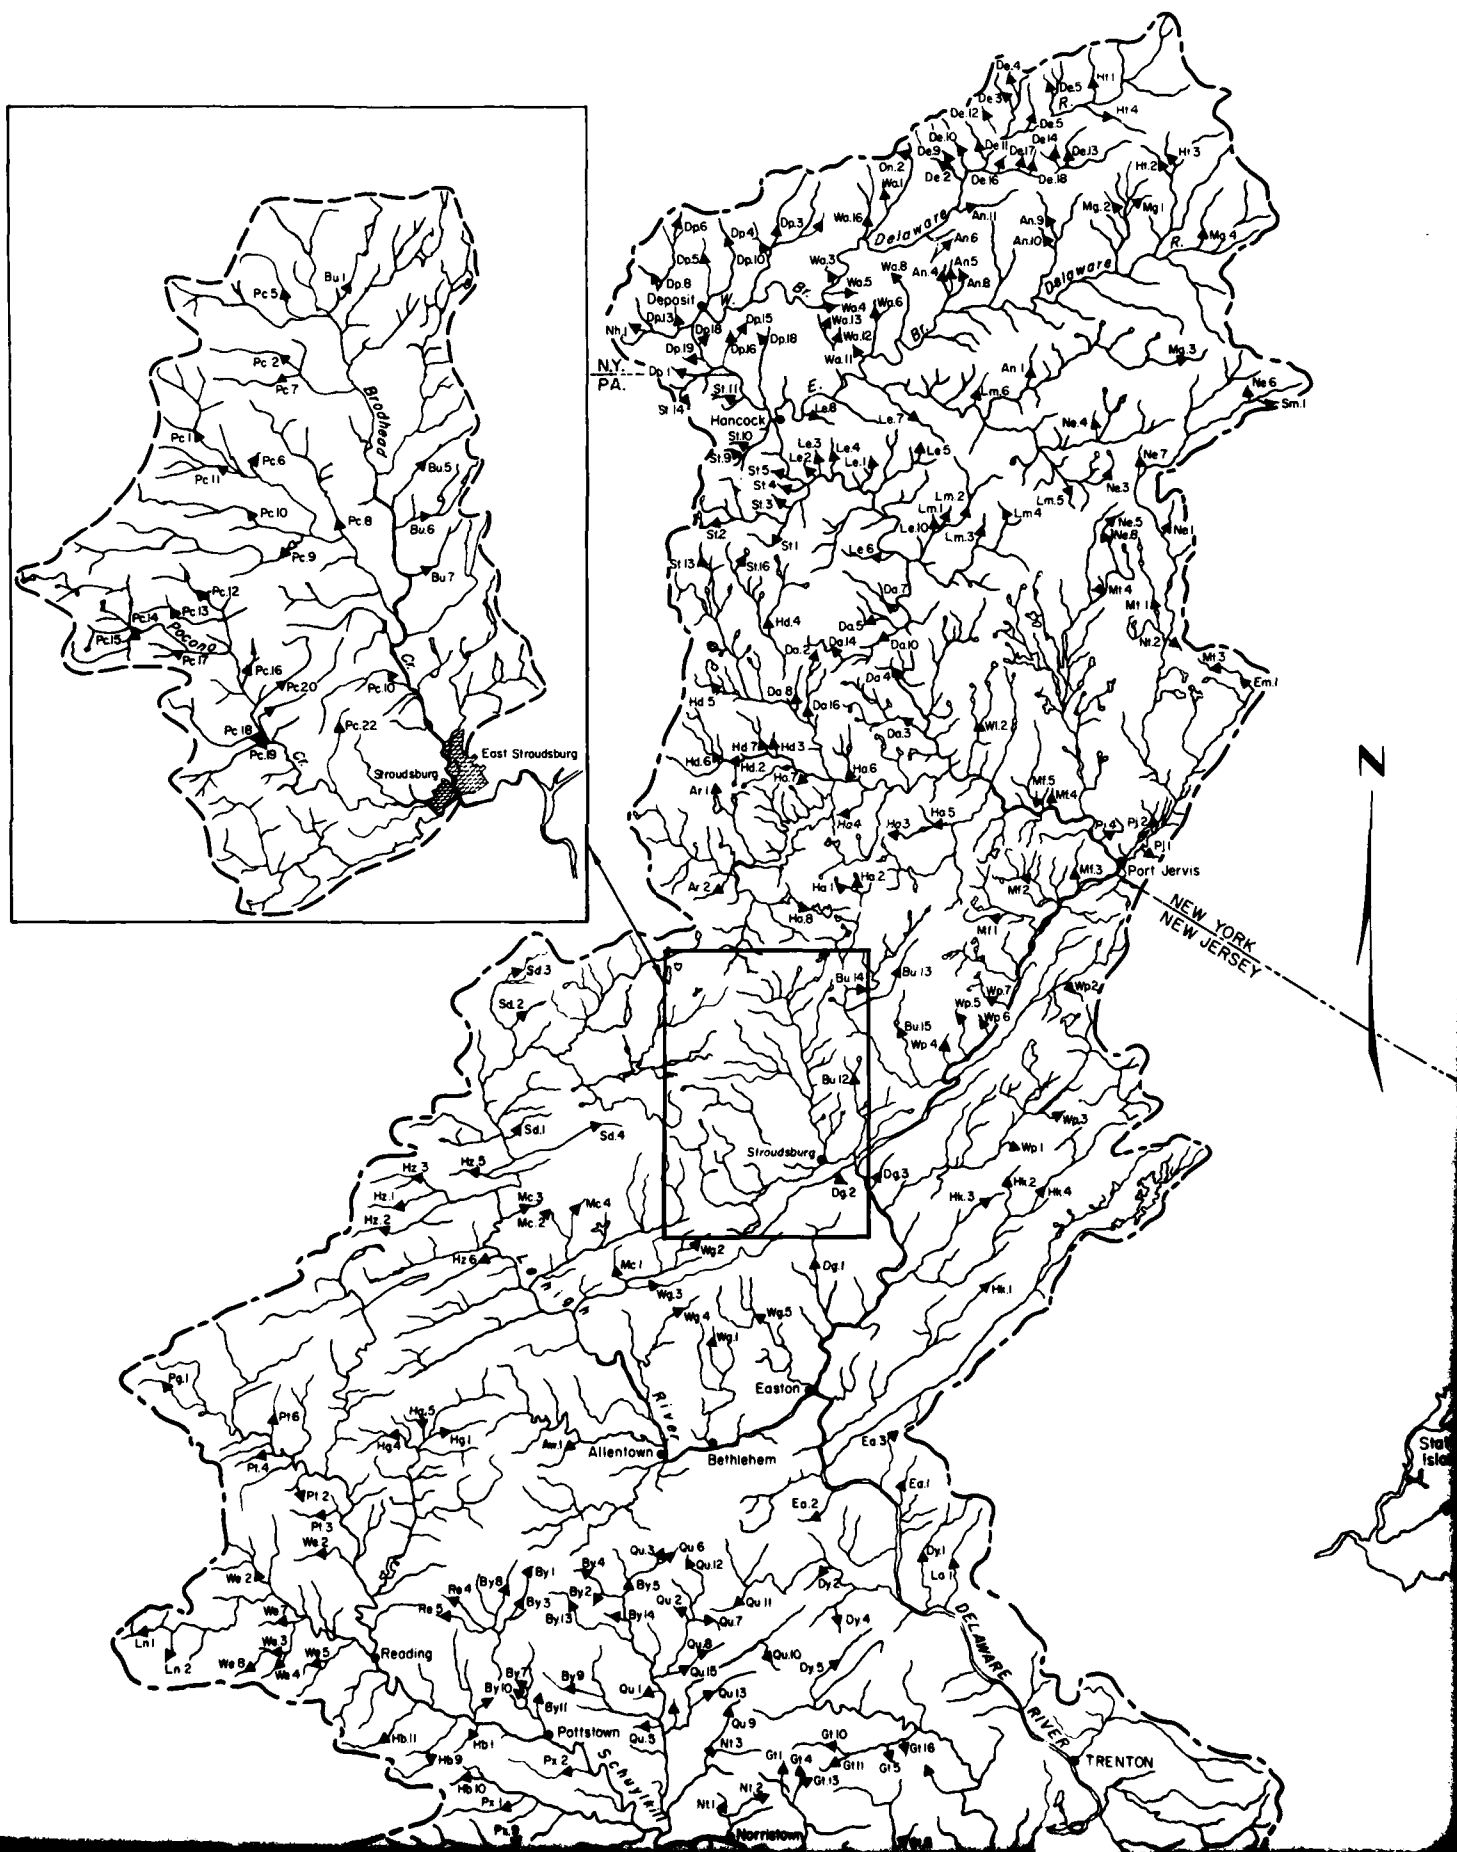 De.4
De.5
Ht.1
De.3
R.
De.12
Ht.4
De.5
De.10
De.14
De.9
De.11
De.17
De.13
On.2
De.2
Ht.2
Ht.3
De.16
De.18
Wa.1
Mg.2
Mg.1
Dp.6
Dp.4
Dp.3
Wa.16
An.11
An.9
Delaware
An.6
An.10
R.
Mg.4
Dp.5
Dp.10
Wa.3
Wa.8
An.5
An.4
Delaware
Bu.1
Pc.5
Dp.8
Wa.5
An.8
Deposit
W.
Br.
Wa.4
Wa.6
Dp.13
Dp.15
Wa.13
Nh.1
Dp.18
Dp.18
Wa.12
Br.
Dp.19
Dp.16
Wa.11
Mg.3
Pc.2
N.Y.
Dp.1
An.1
PA.
Pc.7
St.11
E.
Lm.6
Ne.6
St.14
Le.8
Sm.1
Brodhead
Hancock
Le.7
Ne.4
Pc.1
St.10
Le.3
Le.4
Pc.6
St.9
Le.2
Le.1
Le.5
Ne.7
Bu.5
Pc.11
St.5
St.4
Lm.5
Ne.3
St.3
Lm.2
Pc.10
Lm.1
Lm.4
Pc.8
Bu.6
St.2
Le.10
Ne.5
Ne.1
St.1
Lm.3
Ne.8
Pc.9
Le.6
St.13
St.16
Bu.7
Pc.12
Da.7
Mt.4
Pc.13
Mt.1
Pc.14
Hd.4
Da.5
Pocono
Pc.15
Da.14
Nt.2
Da.2
Da.10
Pc.17
Cr.
Mt.3
Pc.16
Pc.10
Da.4
Em.1
Pc.20
Hd.5
Da.8
Da.16
Wl.2
Pc.22
Da.3
Pc.18
Hd.7
Hd.3
Pc.19
Cr.
East Stroudsburg
Hd.6
Hd.2
Stroudsburg
Ha.7
Ha.6
Mf.5
N
Ar.1
Mt.4
Ha.4
Ha.3
Ha.5
Pj.4
Pj.2
Pj.1
Port Jervis
Ar.2
Ha.1
Ha.2
Mf.2
Mf.3
Ha.8
Mf.1
NEW YORK
NEW JERSEY
Sd.3
Bu.14
Bu.13
Wp.7
Wp.2
Sd.2
Wp.5
Wp.6
Bu.15
Wp.4
Bu.12
Sd.1
Sd.4
Wp.3
Wp.1
Stroudsburg
Hz.3
Hz.5
Dg.3
Dg.2
Hk.2
Hz.1
Mc.3
Mc.4
Hk.3
Hk.4
Hz.2
Mc.2
Wg.2
Hz.6
Mc.1
Dg.1
Lehigh
Wg.3
Hk.1
Wg.4
Wg.5
Wg.1
Pg.1
River
Easton
Pt.6
Hg.5
Hg.4
Hg.1
Aw.1
Ea.3
Allentown
Bethlehem
Pt.4
State
Isla
Pt.2
Ea.1
Ea.2
Pt.3
We.2
Qu.3
Qu.6
Dy.1
By.4
Qu.12
We.2
By.1
La.1
By.8
By.5
Dy.2
Re.4
By.2
Re.5
By.3
Qu.2
Qu.11
We.7
By.13
By.14
Qu.7
Dy.4
Ln.1
We.3
Qu.8
DELAWARE
Ln.2
We.8
We.5
Reading
We.4
Qu.10
Dy.5
By.7
By.9
Qu.15
By.10
Qu.1
Qu.13
By.11
Qu.9
RIVER
Hb.11
Hb.1
Pottstown
Qu.5
Nt.3
Gt.10
Gt.16
Hb.9
Px.2
Gt.1
Gt.4
Gt.11
Gt.5
TRENTON
Hb.10
Schuylkill
Nt.2
Gt.13
Px.1
Nt.1
Norristown